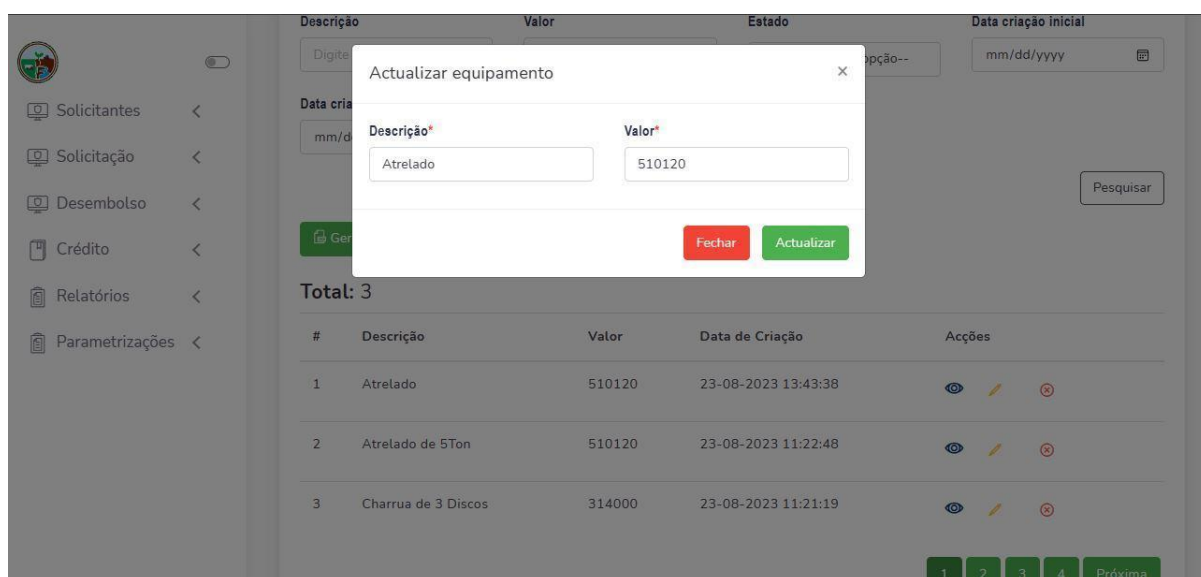 Descrição Valor Estado Data criação inicial
Digite opção-- mm/dd/yyyy
Actualizar equipamento ×
Solicitantes
Data cria
Descrição* Valor*
mm/d
Atrelado 510120
Solicitação
Pesquisar
Desembolso
Ger
Fechar Actualizar
Crédito
Total: 3
Relatórios
# Descrição Valor Data de Criação Acções
Parametrizações
1 Atrelado 510120 23-08-2023 13:43:38
2 Atrelado de 5Ton 510120 23-08-2023 11:22:48
3 Charrua de 3 Discos 314000 23-08-2023 11:21:19
1 2 3 4 Próxima